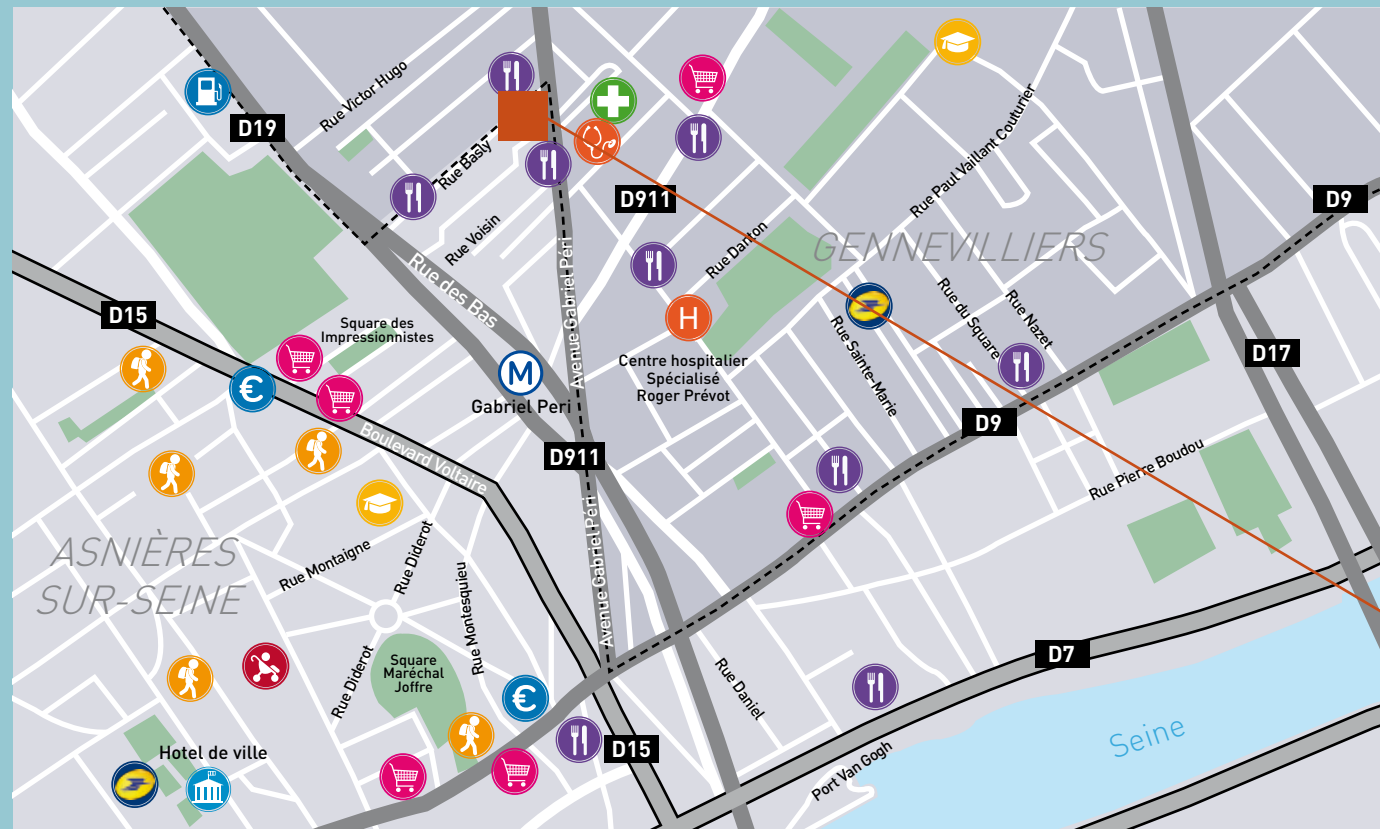 Rue Victor Hugo
D19
Rue Basly
Rue Voisin
D911
Rue Paul Vaillant Couturier
D9
GENNEVILLIERS
Rue Danton
Avenue Gabriel Péri
Rue des Bas
D15
Square des
Impressionnistes
H
Rue Sainte-Marie
Rue du Square
Rue Nazet
D17
Centre hospitalier
Spécialisé
Roger Prévot
M
Gabriel Peri
€
Boulevard Voltaire
D911
D9
Rue Pierre Boudou
ASNIÈRES
SUR-SEINE
Rue Montaigne
Rue Diderot
Rue Montesquieu
Avenue Gabriel Péri
Rue Diderot
Square
Maréchal
Joffre
€
D7
Rue Daniel
D15
Seine
Port Van Gogh
Hotel de ville